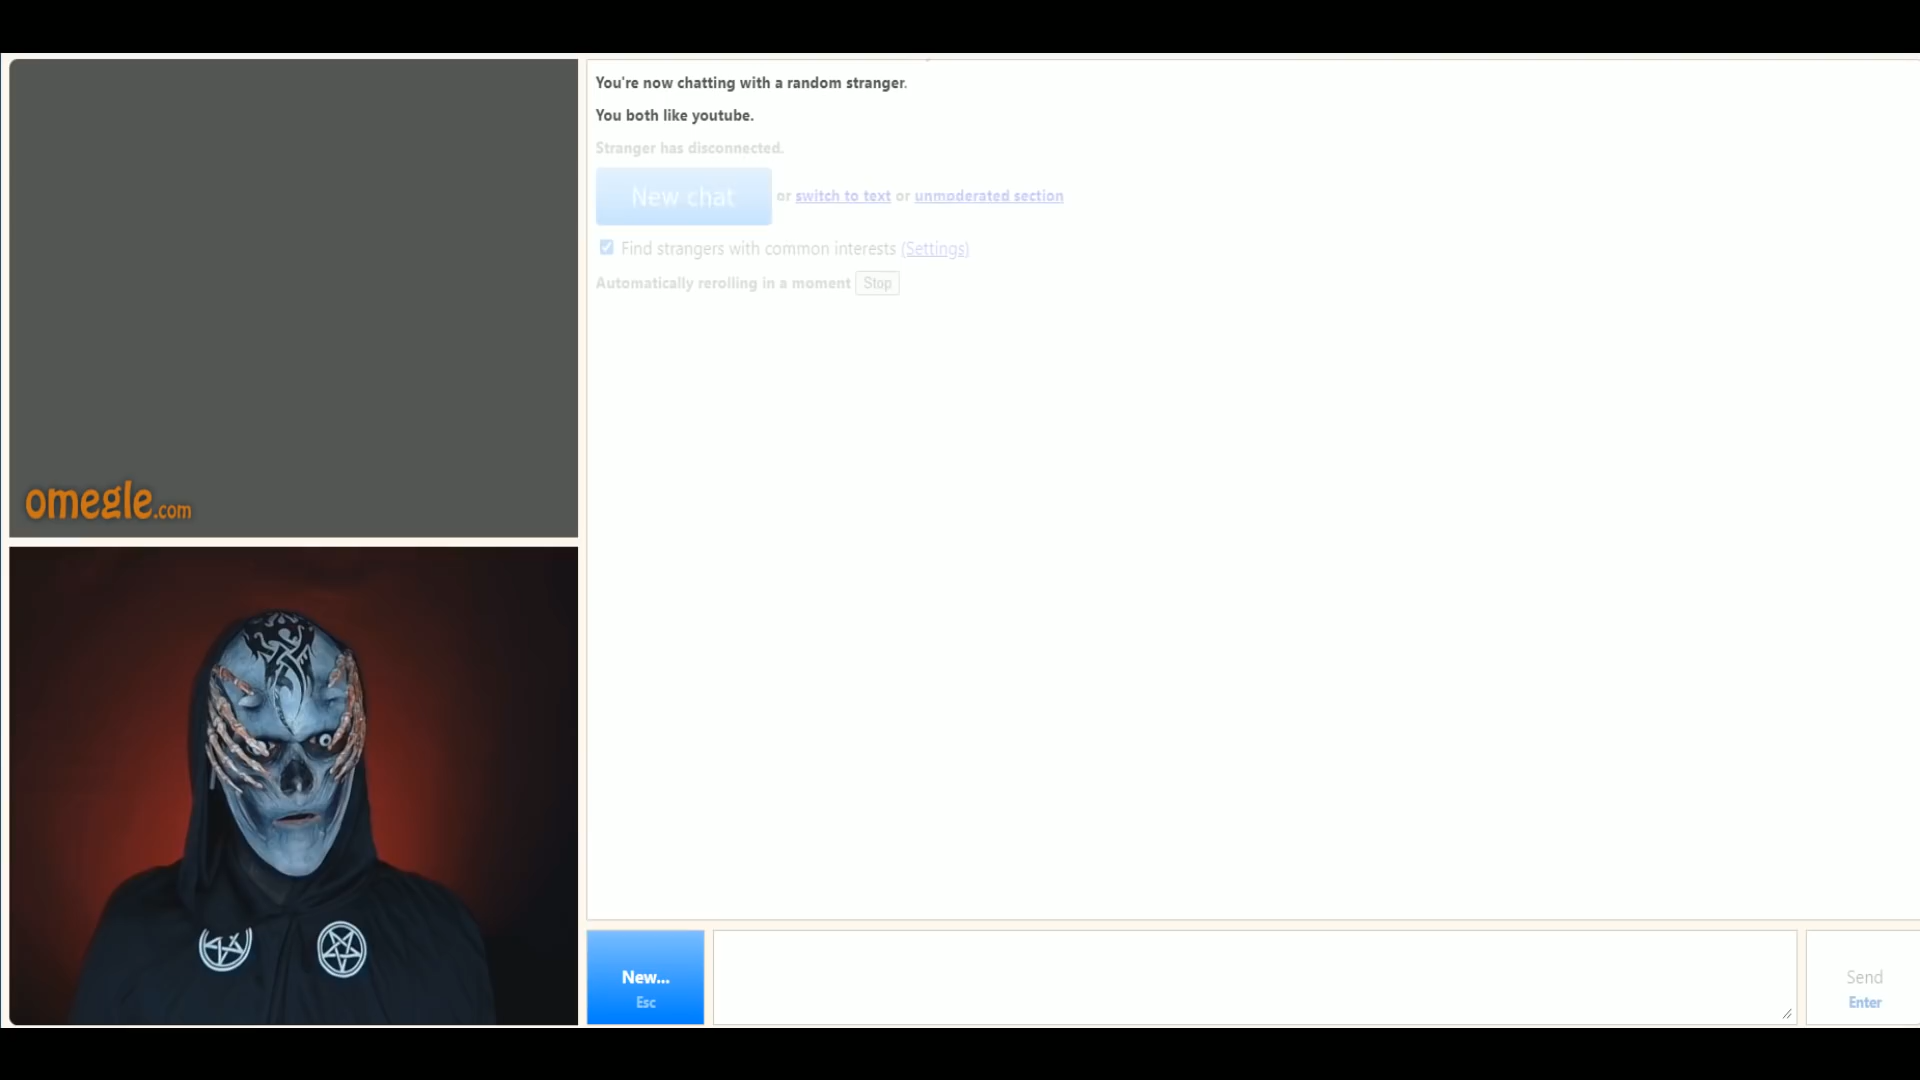 You're now chatting with a random stranger.
You both like youtube.
Stranger has disconnected.
New chat or switch to text or unmoderated section
Find strangers with common interests (Settings)
Automatically rerolling in a moment Stop
omegle.com
New...
Esc
Send
Enter